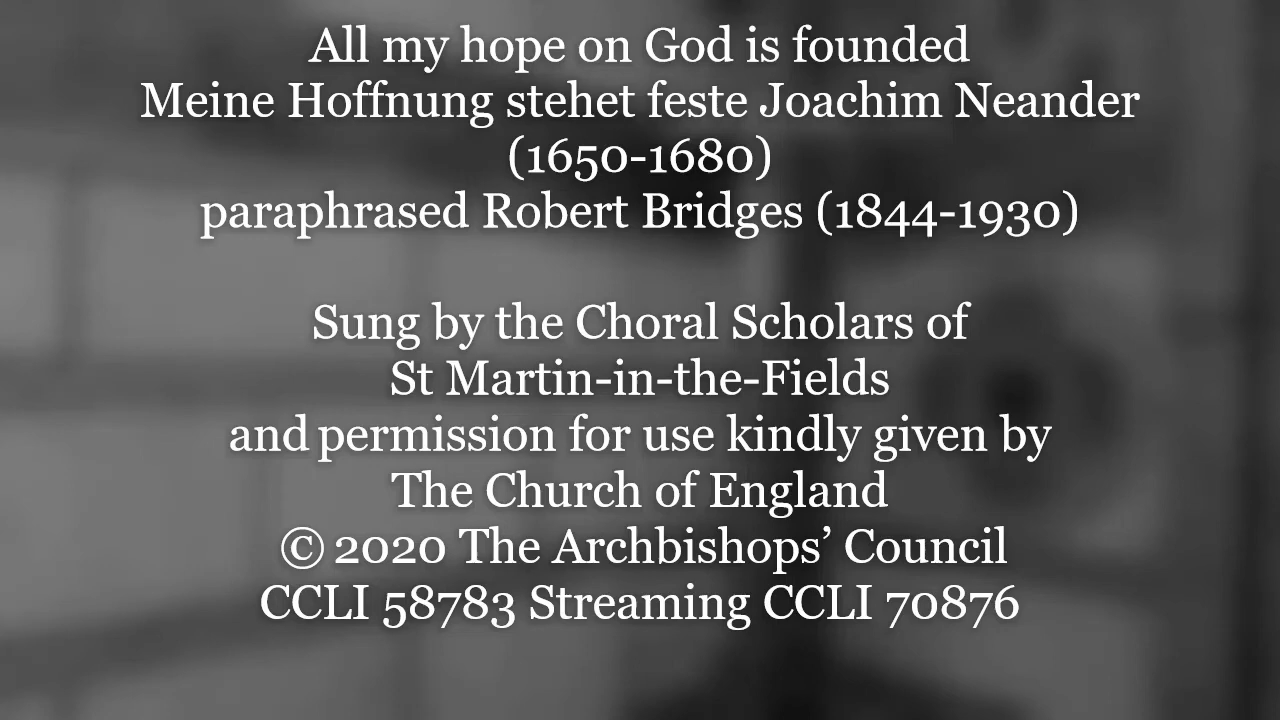 All my hope on God is founded
Meine Hoffnung stehet feste Joachim Neander
(1650-1680)
paraphrased Robert Bridges (1844-1930)
Sung by the Choral Scholars of
St Martin-in-the-Fields
and permission for use kindly given by
The Church of England
© 2020 The Archbishops’ Council
CCLI 58783 Streaming CCLI 70876